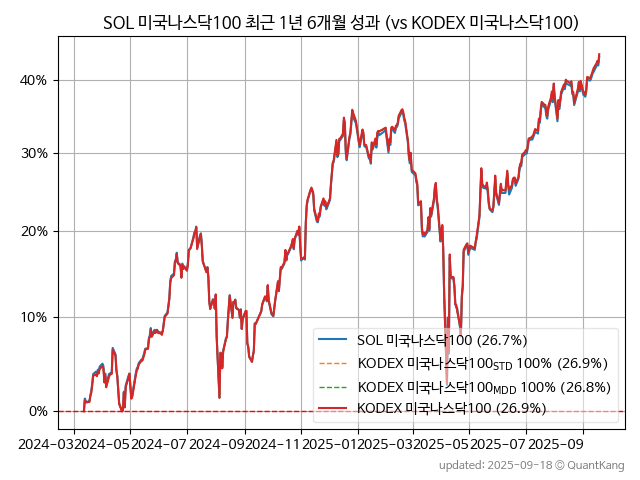 SOL 미국나스닥100 최근 1년 6개월 성과 (vs KODEX 미국나스닥100)
40%
30%
20%
10%
0%
SOL 미국나스닥100 (26.7%)
KODEX 미국나스닥100STD 100% (26.9%)
KODEX 미국나스닥100MDD 100% (26.8%)
KODEX 미국나스닥100 (26.9%)
2024-03 2024-05 2024-07 2024-09 2024-11 2025-01 2025-03 2025-05 2025-07 2025-09
updated: 2025-09-18 © QuantKang